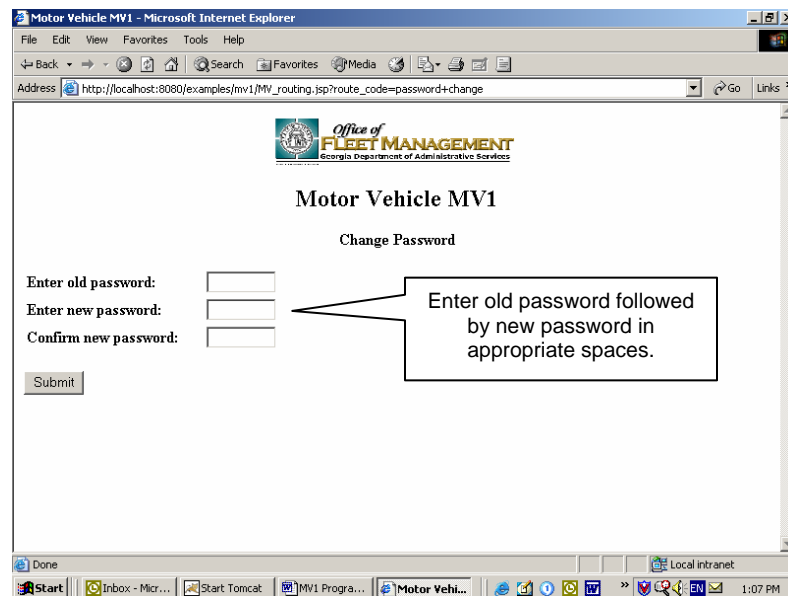 Motor Vehicle MV1 - Microsoft Internet Explorer
File Edit View Favorites Tools Help
Back Search Favorites Media
Address http://localhost:8080/examples/mv1/MV_routing.jsp?route_code=password+change Go Links
Office of
FLEET MANAGEMENT
Georgia Department of Administrative Services
Motor Vehicle MV1
Change Password
Enter old password:
Enter new password:
Confirm new password:
Enter old password followed
by new password in
appropriate spaces.
Submit
Done Local intranet
Start Inbox - Micr... Start Tomcat MV1 Progra... Motor Vehi... » EN 1:07 PM